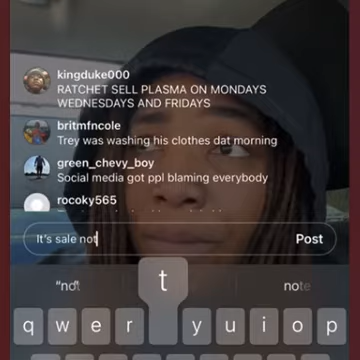 kingduke000
RATCHET SELL PLASMA ON MONDAYS
WEDNESDAYS AND FRIDAYS
britmfncole
Trey was washing his clothes dat morning
green_chevy_boy
Social media got ppl blaming everybody
rocoky565
It's sale not
Post
"not"
t
note
q w e r y u i o p